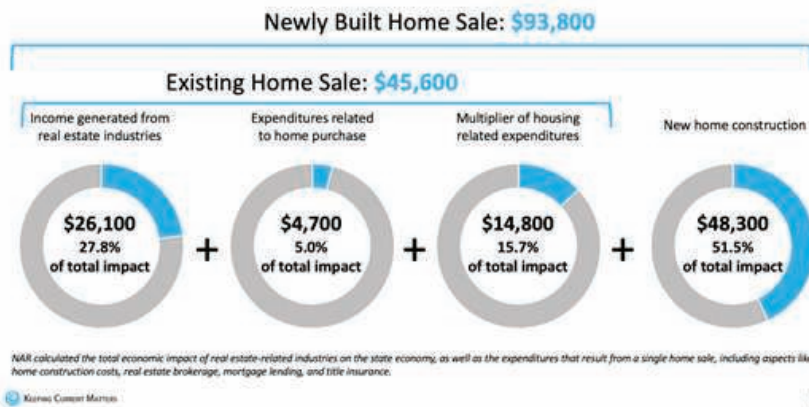 Newly Built Home Sale: $93,800
Existing Home Sale: $45,600
Income generated from
real estate industries
Expenditures related
to home purchase
Multiplier of housing
related expenditures
New home construction
$26,100
27.8%
of total impact
+
$4,700
5.0%
of total impact
+
$14,800
15.7%
of total impact
+
$48,300
51.5%
of total impact
NAR calculated the total economic impact of real estate-related industries on the state economy, as well as the expenditures that result from a single home sale, including aspects lik
home construction costs, real estate brokerage, mortgage lending, and title insurance.
Keeping Current Matters